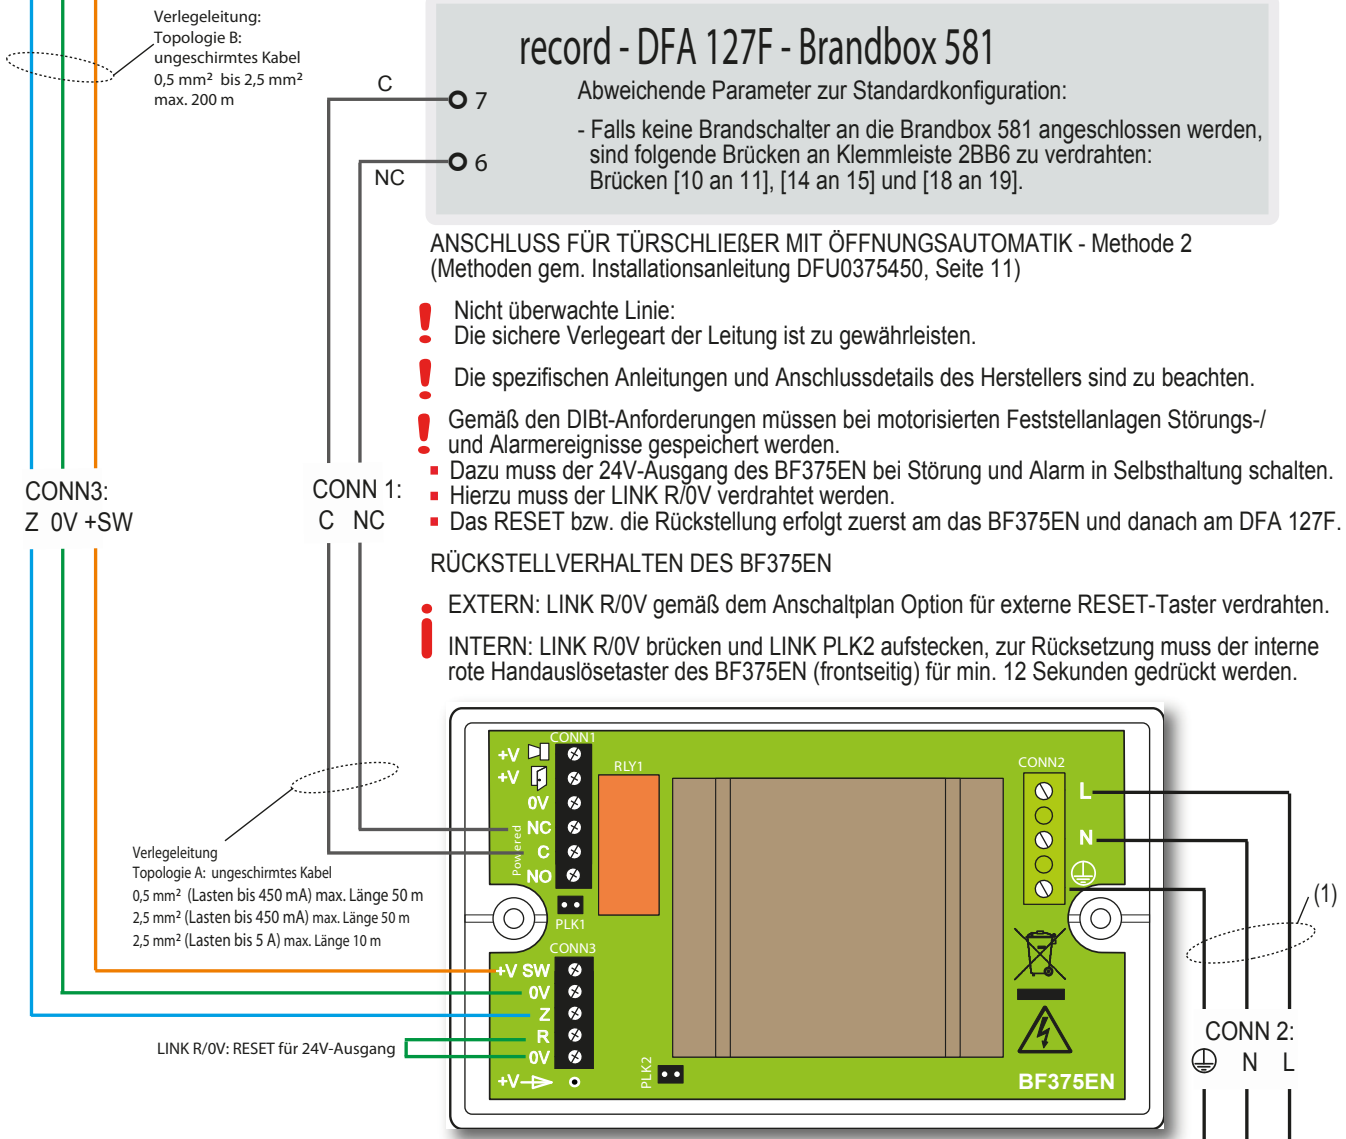 Verlegeleitung:
Topologie B:
ungeschirmtes Kabel
0,5 mm² bis 2,5 mm²
max. 200 m
record - DFA 127F - Brandbox 581
Abweichende Parameter zur Standardkonfiguration:
- Falls keine Brandschalter an die Brandbox 581 angeschlossen werden,
sind folgende Brücken an Klemmleiste 2BB6 zu verdrahten:
Brücken [10 an 11], [14 an 15] und [18 an 19].
C
7
6
NC
ANSCHLUSS FÜR TÜRSCHLIEßER MIT ÖFFNUNGSAUTOMATIK - Methode 2
(Methoden gem. Installationsanleitung DFU0375450, Seite 11)
! Nicht überwachte Linie:
Die sichere Verlegeart der Leitung ist zu gewährleisten.
! Die spezifischen Anleitungen und Anschlussdetails des Herstellers sind zu beachten.
! Gemäß den DIBt-Anforderungen müssen bei motorisierten Feststellanlagen Störungs-/
und Alarmereignisse gespeichert werden.
▪ Dazu muss der 24V-Ausgang des BF375EN bei Störung und Alarm in Selbsthaltung schalten.
▪ Hierzu muss der LINK R/0V verdrahtet werden.
▪ Das RESET bzw. die Rückstellung erfolgt zuerst am das BF375EN und danach am DFA 127F.
CONN3:
Z 0V +SW
CONN 1:
C NC
RÜCKSTELLVERHALTEN DES BF375EN
i EXTERN: LINK R/0V gemäß dem Anschaltplan Option für externe RESET-Taster verdrahten.
INTERN: LINK R/0V brücken und LINK PLK2 aufstecken, zur Rücksetzung muss der interne
rote Handauslösetaster des BF375EN (frontseitig) für min. 12 Sekunden gedrückt werden.
Verlegeleitung
Topologie A: ungeschirmtes Kabel
0,5 mm² (Lasten bis 450 mA) max. Länge 50 m
2,5 mm² (Lasten bis 450 mA) max. Länge 50 m
2,5 mm² (Lasten bis 5 A) max. Länge 10 m
LINK R/0V: RESET für 24V-Ausgang
CONN1
+V
+V
0V
NC
C
NO
Powered
PLK1
RLY1
CONN3
+V SW
0V
Z
R
0V
+V
PLK2
CONN2
L
N
BF375EN
(1)
CONN 2:
N L